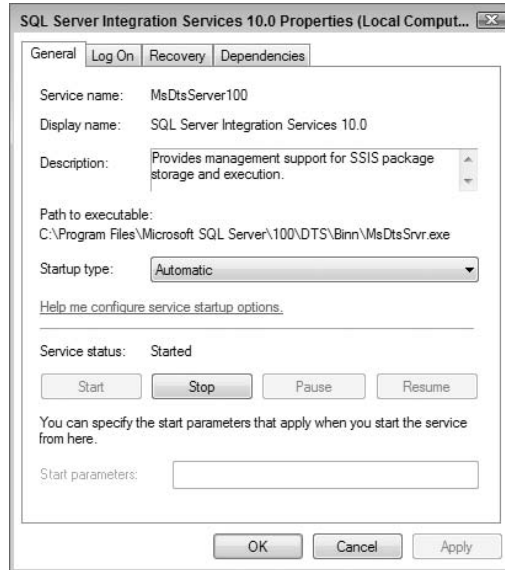 SQL Server Integration Services 10.0 Properties (Local Comput...
General Log On Recovery Dependencies
Service name: MsDtsServer100
Display name: SQL Server Integration Services 10.0
Description: Provides management support for SSIS package
storage and execution.
Path to executable:
C:\Program Files\Microsoft SQL Server\100\DTS\Binn\MsDtsSrvr.exe
Startup type: Automatic
Help me configure service startup options.
Service status: Started
Start Stop Pause Resume
You can specify the start parameters that apply when you start the service
from here.
Start parameters:
OK Cancel Apply